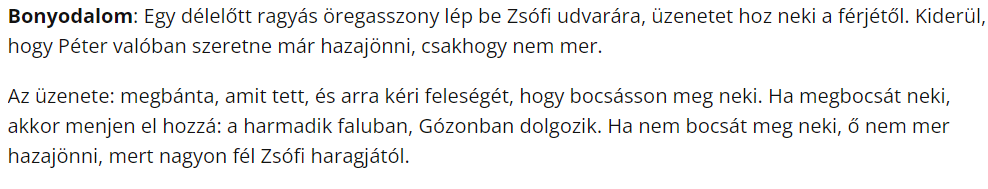 Bonyodalom: Egy délelőtt ragyás öregasszony lép be Zsófi udvarára, üzenetet hoz neki a férjétől. Kiderül,
hogy Péter valóban szeretne már hazajönni, csakhogy nem mer.
Az üzenete: megbánta, amit tett, és arra kéri feleségét, hogy bocsásson meg neki. Ha megbocsát neki,
akkor menjen el hozzá: a harmadik faluban, Gózonban dolgozik. Ha nem bocsát meg neki, ő nem mer
hazajönni, mert nagyon fél Zsófi haragjától.